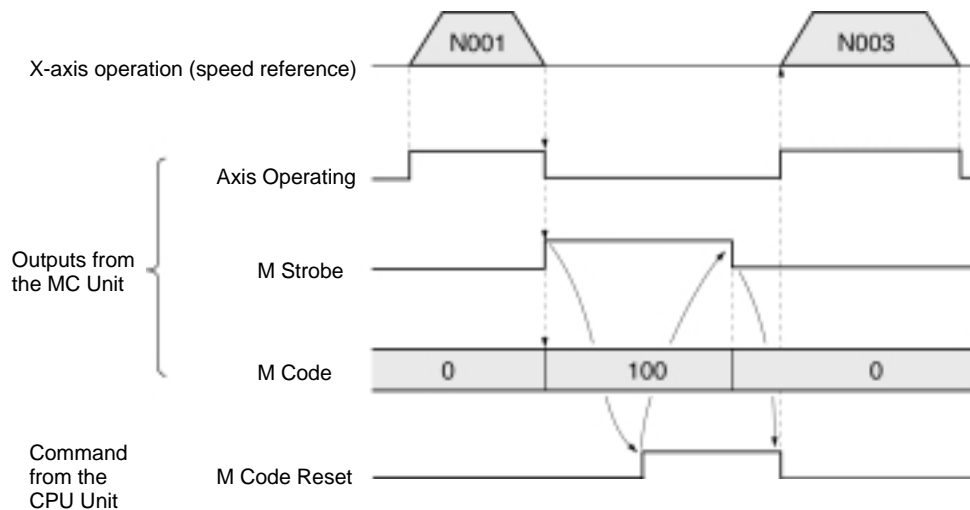 N001
N003
X-axis operation (speed reference)
Axis Operating
Outputs from
the MC Unit
M Strobe
M Code
0
100
0
Command
from the
CPU Unit
M Code Reset